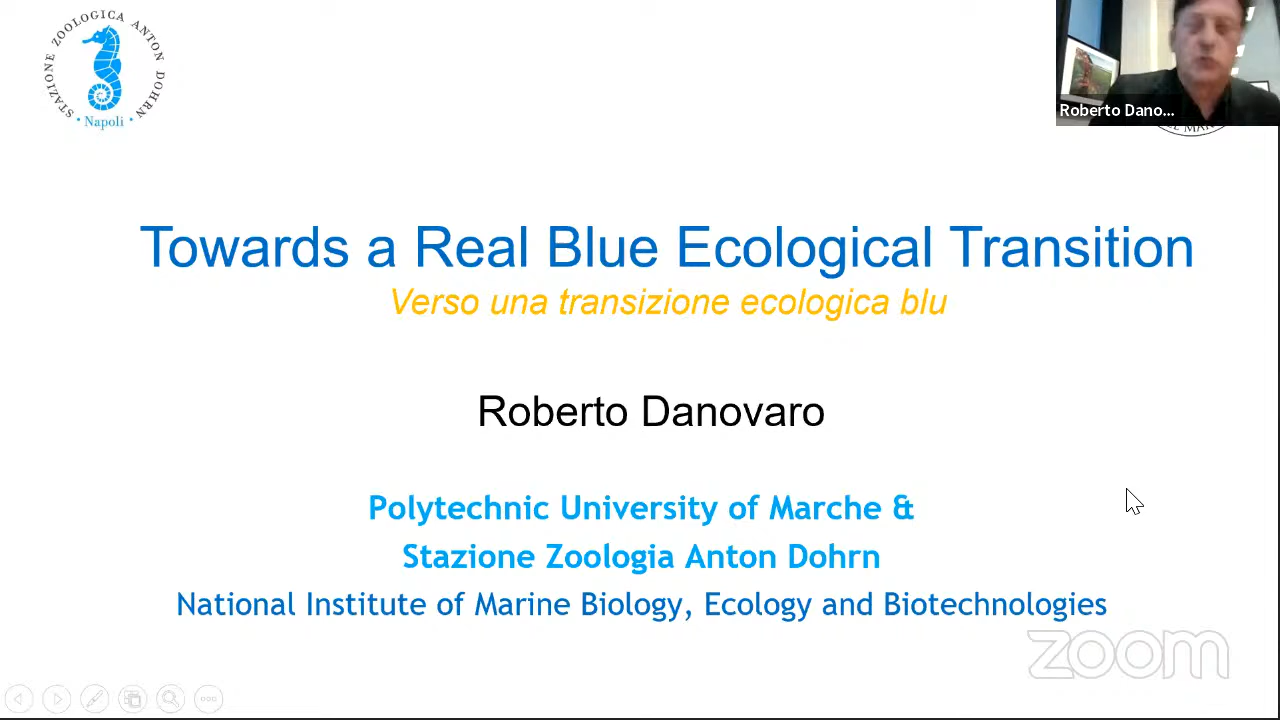 STAZIONE ZOOLOGICA ANTON DOHRN
• Napoli •
Roberto Dano...
Towards a Real Blue Ecological Transition
Verso una transizione ecologica blu
Roberto Danovaro
Polytechnic University of Marche &
Stazione Zoologia Anton Dohrn
National Institute of Marine Biology, Ecology and Biotechnologies
zoom